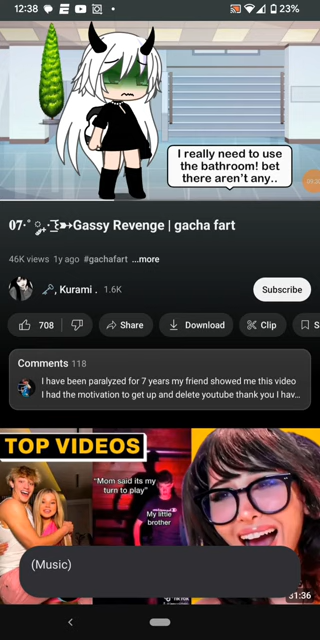 12:38
23%
I really need to use
the bathroom! bet
there aren't any..
07·˚ ༘₊· ͟͟͞͞➳Gassy Revenge | gacha fart
46K views 1y ago #gachafart ...more
🗝️, Kurami . 1.6K
Subscribe
708 Share Download Clip S
Comments 118
I have been paralyzed for 7 years my friend showed me this video
I had the motivation to get up and delete youtube thank you I hav...
TOP VIDEOS
"Mom said its my
turn to play"
My little
brother
(Music)
31:36